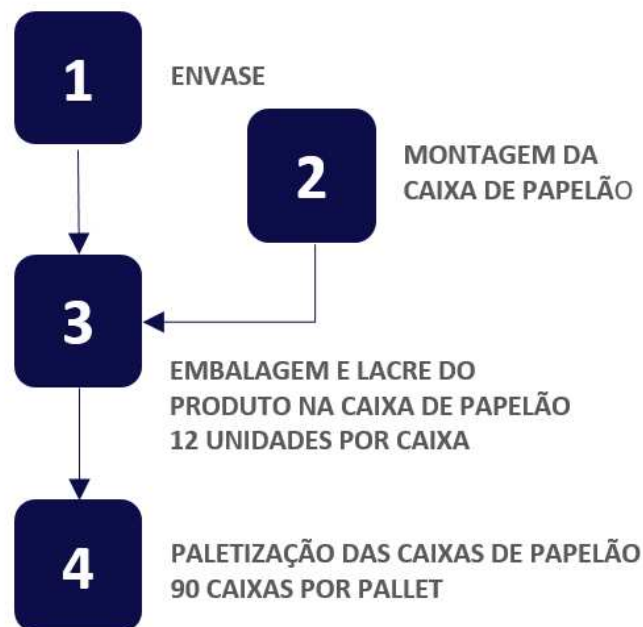 1
ENVASE
2
MONTAGEM DA
CAIXA DE PAPELÃO
3
EMBALAGEM E LACRE DO
PRODUTO NA CAIXA DE PAPELÃO
12 UNIDADES POR CAIXA
4
PALETIZAÇÃO DAS CAIXAS DE PAPELÃO
90 CAIXAS POR PALLET